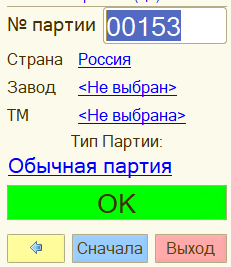 № партии 00153
Страна Россия
Завод <Не выбран>
ТМ <Не выбрана>
Тип Партии:
Обычная партия
OK
Сначала Выход